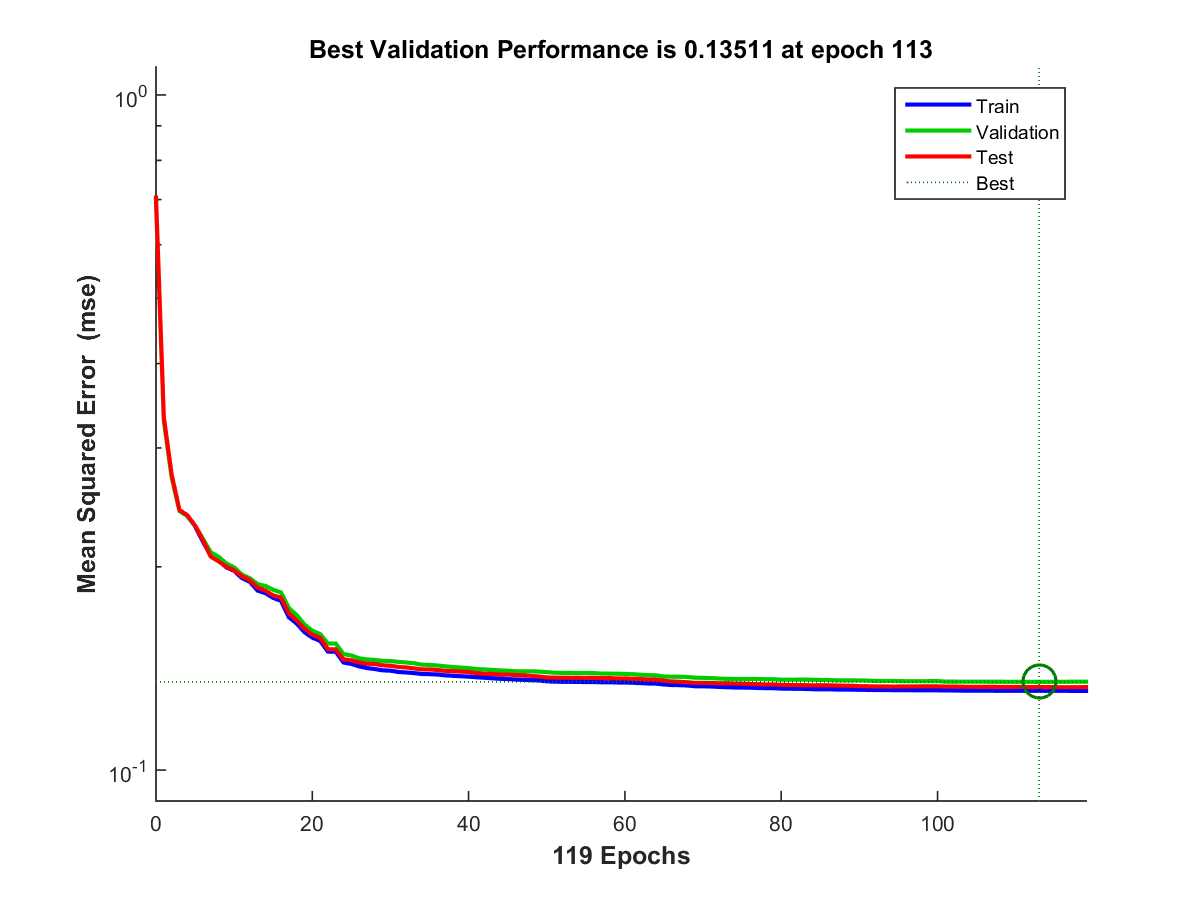 Best Validation Performance is 0.13511 at epoch 113
10^0
Train
Validation
Test
Best
Mean Squared Error  (mse)
10^-1
0 20 40 60 80 100
119 Epochs